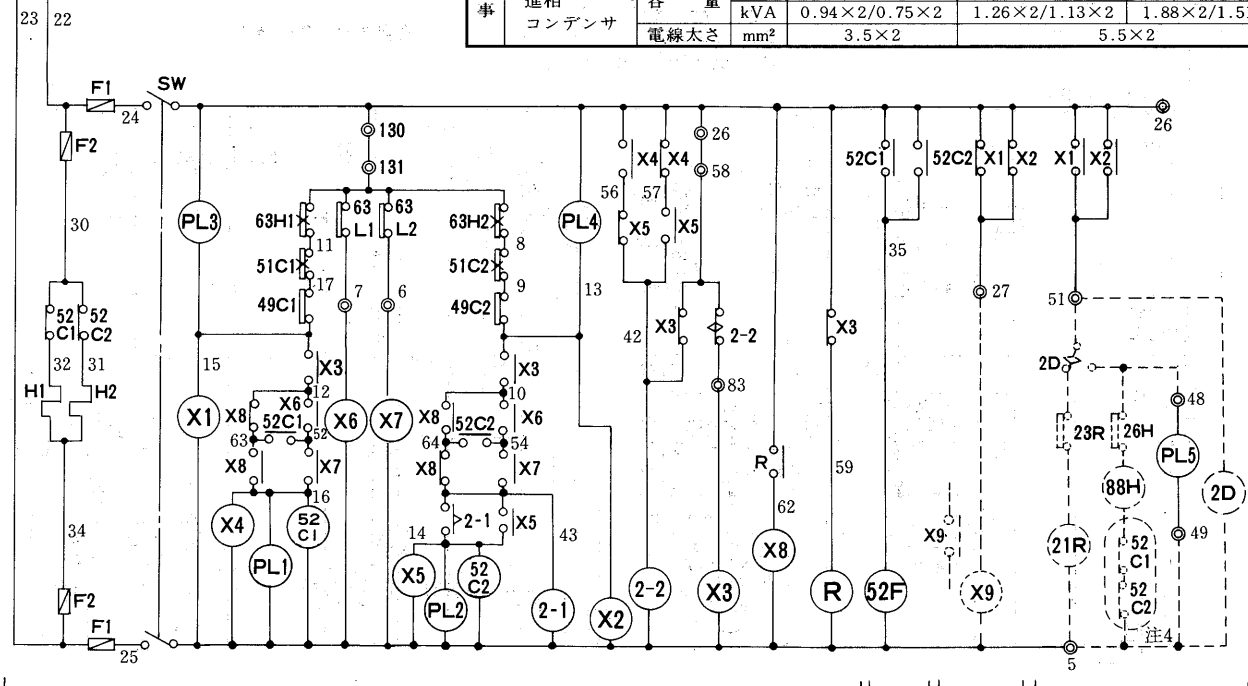 事
進相
コンデンサ
容量
kVA 0.94×2/0.75×2 1.26×2/1.13×2
電線太さ mm² 3.5×2 5.5×2
23 22
F1 SW
24
130
26
26
F2
131
58
X4 X4 52C1 52C2 X1 X2 X1 X2
56 57
30
PL3 63H1 63 L1 63 L2 63H2 PL4 X5 X5
11 8
35
51C1 51C2
17 7 6 9 13 27 51
49C1 49C2
52 C1 52 C2
42 X3 2-2 X3
15
32 31
X3 X3
2D
83
H1 H2
12 10
48
X6 X6
X1 X8 52C1 X6 X7 X8 52C2
23R 26H
63 52 64 54
PL5
X8 X7 X8 X7
R 59
88H 2D
16
62
X4 52 C1 14 2-1 X5 43
34
X9
49
21R 52 C1
X8
PL1 X5 52 C2
52 C2
F2 PL2 2-1 X2 2-2 X3 R 52F X9
F1
注4
25 5